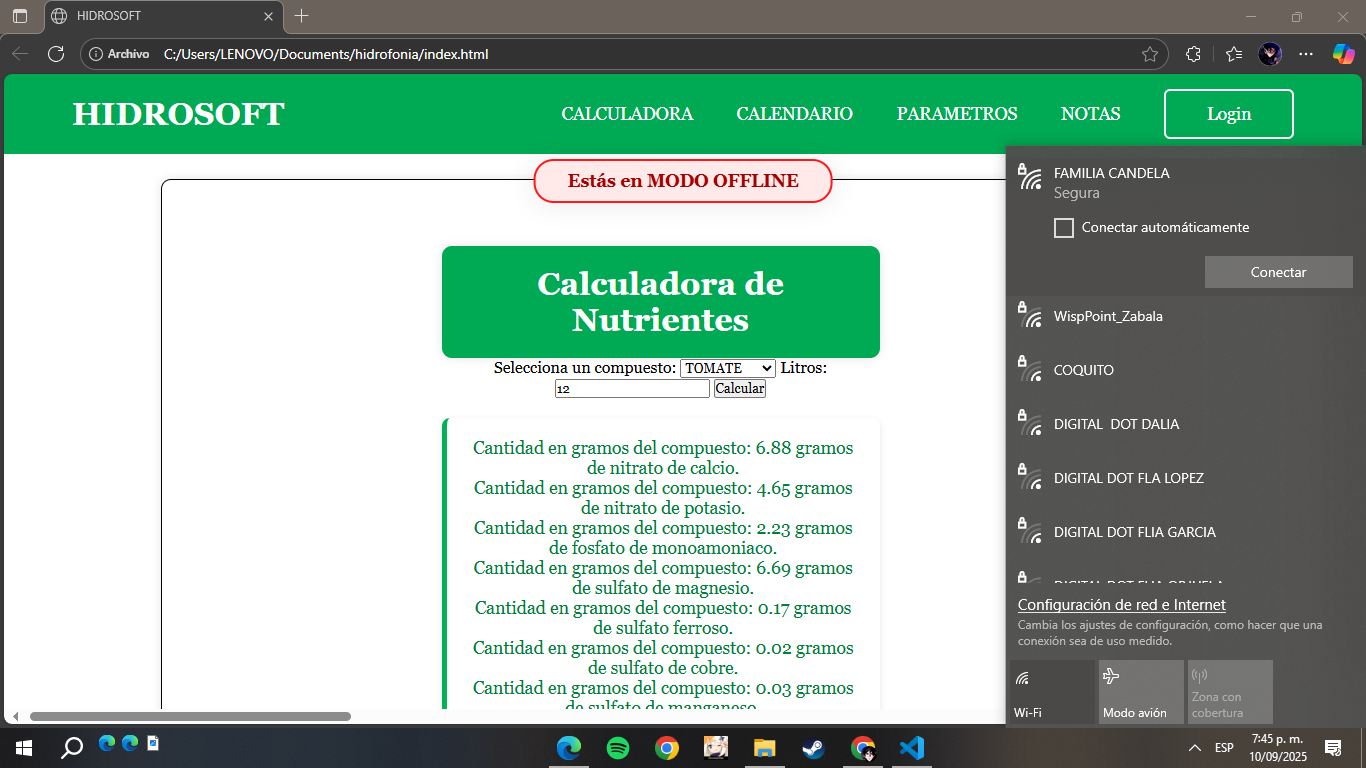 HIDROSOFT
Archivo C:/Users/LENOVO/Documents/hidrofonia/index.html
HIDROSOFT CALCULADORA CALENDARIO PARAMETROS NOTAS Login
Estás en MODO OFFLINE
Calculadora de
Nutrientes
Selecciona un compuesto: TOMATE Litros:
12 Calcular
Cantidad en gramos del compuesto: 6.88 gramos
de nitrato de calcio.
Cantidad en gramos del compuesto: 4.65 gramos
de nitrato de potasio.
Cantidad en gramos del compuesto: 2.23 gramos
de fosfato de monoamoniaco.
Cantidad en gramos del compuesto: 6.69 gramos
de sulfato de magnesio.
Cantidad en gramos del compuesto: 0.17 gramos
de sulfato ferroso.
Cantidad en gramos del compuesto: 0.02 gramos
de sulfato de cobre.
Cantidad en gramos del compuesto: 0.03 gramos
de sulfato de manganeso
FAMILIA CANDELA
Segura
Conectar automáticamente
Conectar
WispPoint_Zabala
COQUITO
DIGITAL DOT DALIA
DIGITAL DOT FLA LOPEZ
DIGITAL DOT FLIA GARCIA
DIGITAL DOT FLIA
Configuración de red e Internet
Cambia los ajustes de configuración, como hacer que una
conexión sea de uso medido.
Wi-Fi
Modo avión
Zona con
cobertura
ESP
7:45 p. m.
10/09/2025